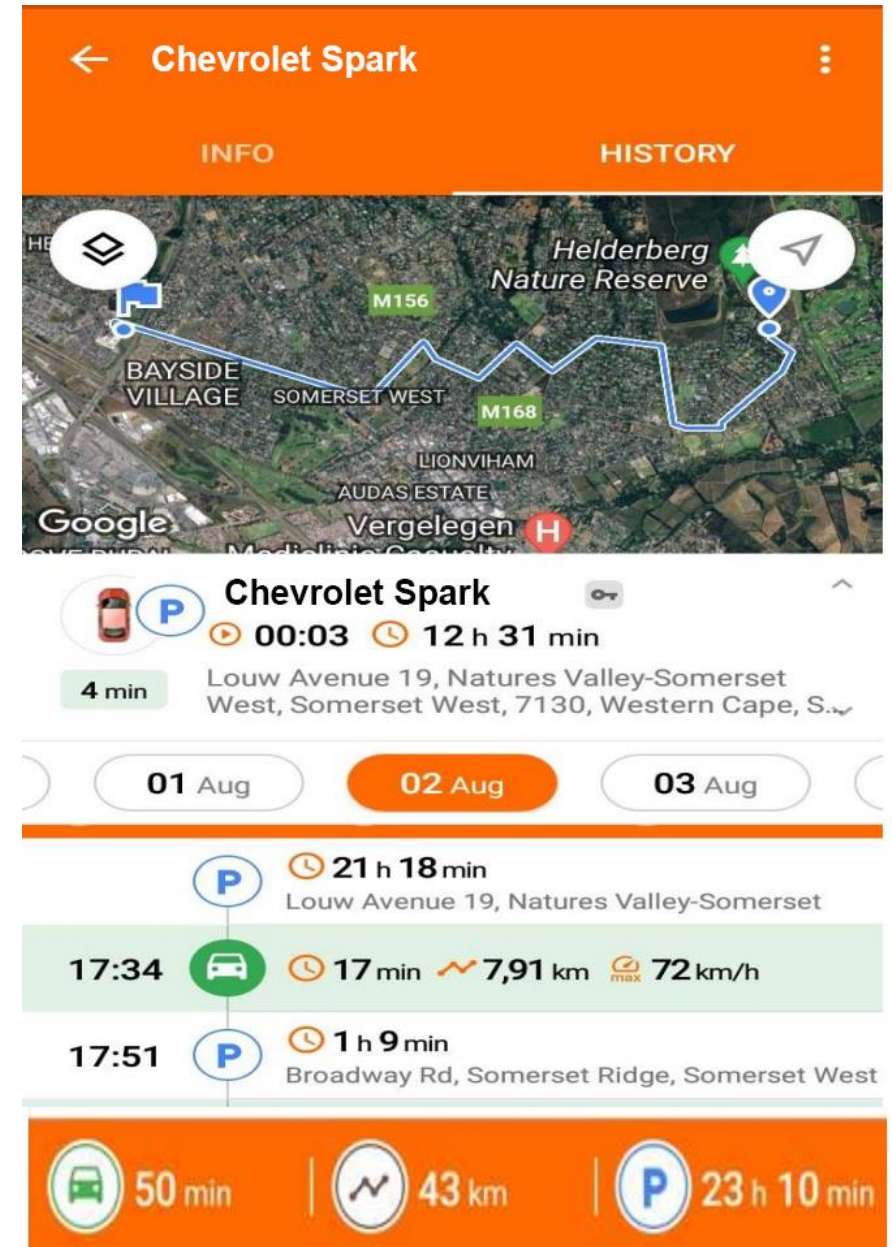 Chevrolet Spark
INFO HISTORY
HE
Helderberg
Nature Reserve
M156
BAYSIDE
VILLAGE
SOMERSET WEST
M168
LIONVIHAM
AUDAS ESTATE
Google
Vergelegen H
Mediclinic Casualty
Chevrolet Spark
P
00:03 12 h 31 min
4 min
Louw Avenue 19, Natures Valley-Somerset
West, Somerset West, 7130, Western Cape, S...
01 Aug 02 Aug 03 Aug
P 21 h 18 min
Louw Avenue 19, Natures Valley-Somerset
17:34 17 min 7,91 km max 72 km/h
17:51 P 1 h 9 min
Broadway Rd, Somerset Ridge, Somerset West
50 min 43 km P 23 h 10 min